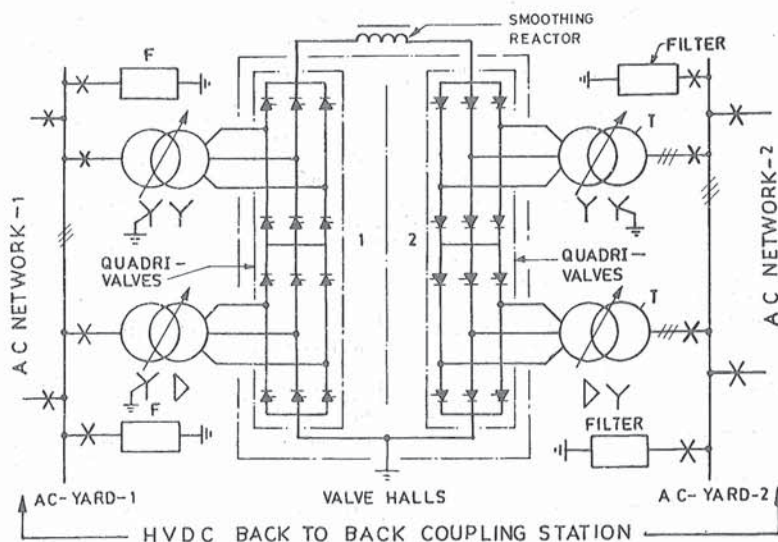 SMOOTHING
REACTOR
F
FILTER
T
AC NETWORK-1
1
2
QUADRI-
VALVES
QUADRI-
VALVES
AC NETWORK-2
T
F
FILTER
AC-YARD-1
VALVE HALLS
AC-YARD-2
HVDC BACK TO BACK COUPLING STATION